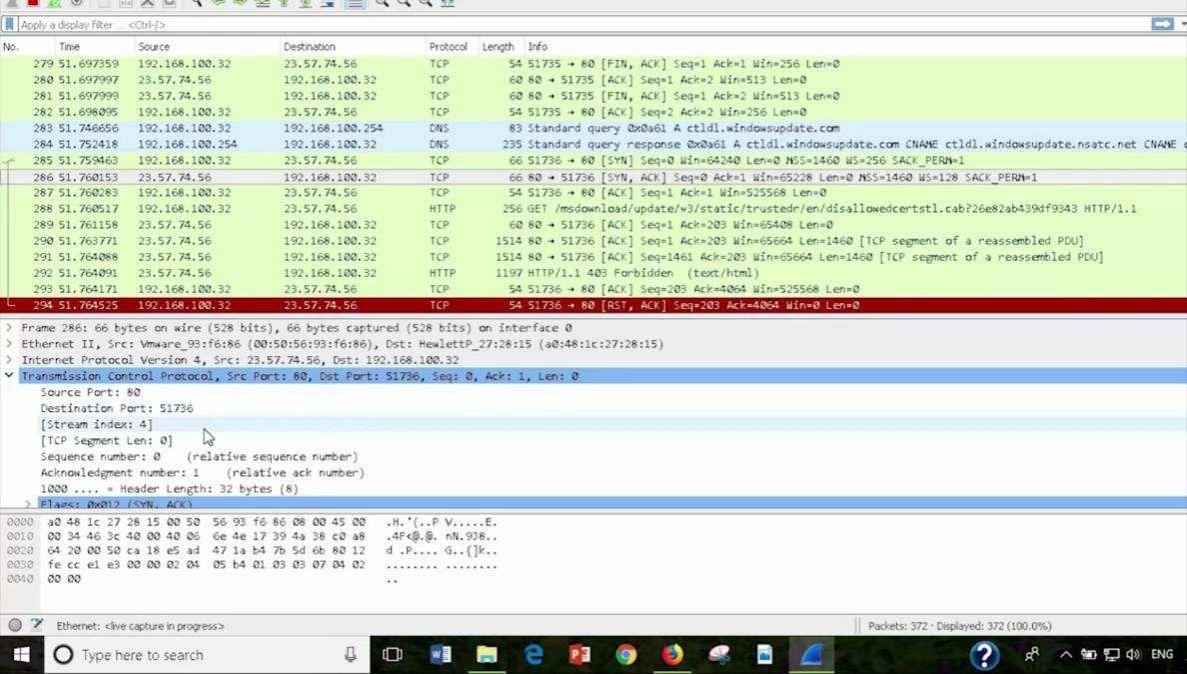 Apply a display filter ... <Ctrl-/>
No. Time Source Destination Protocol Length Info
279 51.697359 192.168.100.32 23.57.74.56 TCP 54 51735 → 80 [FIN, ACK] Seq=1 Ack=1 Win=256 Len=0
280 51.697997 23.57.74.56 192.168.100.32 TCP 60 80 → 51735 [ACK] Seq=1 Ack=2 Win=513 Len=0
281 51.697999 23.57.74.56 192.168.100.32 TCP 60 80 → 51735 [FIN, ACK] Seq=1 Ack=2 Win=513 Len=0
282 51.698095 192.168.100.32 23.57.74.56 TCP 54 51735 → 80 [ACK] Seq=2 Ack=2 Win=256 Len=0
283 51.746656 192.168.100.32 192.168.100.254 DNS 83 Standard query 0x0a61 A ctldl.windowsupdate.com
284 51.752418 192.168.100.254 192.168.100.32 DNS 235 Standard query response 0x0a61 A ctldl.windowsupdate.com CNAME ctldl.windowsupdate.nsatc.net CNAME
285 51.759463 192.168.100.32 23.57.74.56 TCP 66 51736 → 80 [SYN] Seq=0 Win=64240 Len=0 MSS=1460 WS=256 SACK_PERM=1
286 51.760153 23.57.74.56 192.168.100.32 TCP 66 80 → 51736 [SYN, ACK] Seq=0 Ack=1 Win=65228 Len=0 MSS=1460 WS=128 SACK_PERM=1
287 51.760283 192.168.100.32 23.57.74.56 TCP 54 51736 → 80 [ACK] Seq=1 Ack=1 Win=525568 Len=0
288 51.760517 192.168.100.32 23.57.74.56 HTTP 256 GET /msdownload/update/v3/static/trustedr/en/disallowedcertstl.cab?26e82ab439df9343 HTTP/1.1
289 51.761158 23.57.74.56 192.168.100.32 TCP 60 80 → 51736 [ACK] Seq=1 Ack=203 Win=65408 Len=0
290 51.763771 23.57.74.56 192.168.100.32 TCP 1514 80 → 51736 [ACK] Seq=1 Ack=203 Win=65664 Len=1460 [TCP segment of a reassembled PDU]
291 51.764088 23.57.74.56 192.168.100.32 TCP 1514 80 → 51736 [ACK] Seq=1461 Ack=203 Win=65664 Len=1460 [TCP segment of a reassembled PDU]
292 51.764091 23.57.74.56 192.168.100.32 HTTP 1197 HTTP/1.1 403 Forbidden (text/html)
293 51.764171 192.168.100.32 23.57.74.56 TCP 54 51736 → 80 [ACK] Seq=203 Ack=4064 Win=525568 Len=0
294 51.764525 192.168.100.32 23.57.74.56 TCP 54 51736 → 80 [RST, ACK] Seq=203 Ack=4064 Win=0 Len=0
Frame 286: 66 bytes on wire (528 bits), 66 bytes captured (528 bits) on interface 0
Ethernet II, Src: Vmware_93:f6:86 (00:50:56:93:f6:86), Dst: HewlettP_27:28:15 (a0:48:1c:27:28:15)
Internet Protocol Version 4, Src: 23.57.74.56, Dst: 192.168.100.32
Transmission Control Protocol, Src Port: 80, Dst Port: 51736, Seq: 0, Ack: 1, Len: 0
Source Port: 80
Destination Port: 51736
[Stream index: 4]
[TCP Segment Len: 0]
Sequence number: 0 (relative sequence number)
Acknowledgment number: 1 (relative ack number)
1000 .... = Header Length: 32 bytes (8)
Flags: 0x012 (SYN, ACK)
0000 a0 48 1c 27 28 15 00 50 56 93 f6 86 08 00 45 00 .H.'(..P V.....E.
0010 00 34 46 3c 40 00 40 06 6e 4e 17 39 4a 38 c0 a8 .4F<@.@. nN.9J8..
0020 64 20 00 50 ca 18 e5 ad 47 1a b4 7b 5d 6b 80 12 d .P.... G..{]k..
0030 fe cc e1 e3 00 00 02 04 05 b4 01 03 03 07 04 02 ........ ........
0040 00 00 ..
Ethernet: <live capture in progress> Packets: 372 · Displayed: 372 (100.0%)
Type here to search ENG